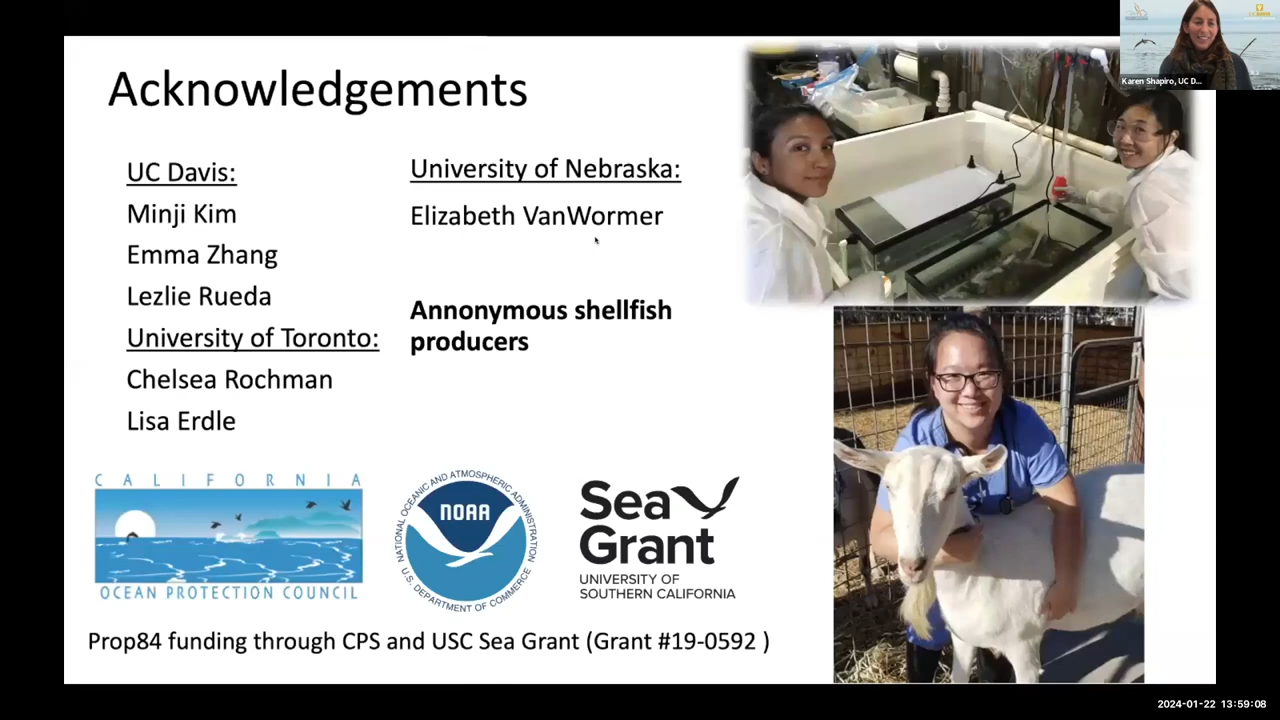 Acknowledgements
UC Davis:
Minji Kim
Emma Zhang
Lezlie Rueda
University of Toronto:
Chelsea Rochman
Lisa Erdle
University of Nebraska:
Elizabeth VanWormer
Annonymous shellfish
producers
CALIFORNIA
OCEAN PROTECTION COUNCIL
NATIONAL OCEANIC AND ATMOSPHERIC ADMINISTRATION
NOAA
U.S. DEPARTMENT OF COMMERCE
Sea
Grant
UNIVERSITY OF
SOUTHERN CALIFORNIA
Prop84 funding through CPS and USC Sea Grant (Grant #19-0592 )
Karen Shapiro, UC D...
2024-01-22 13:59:08